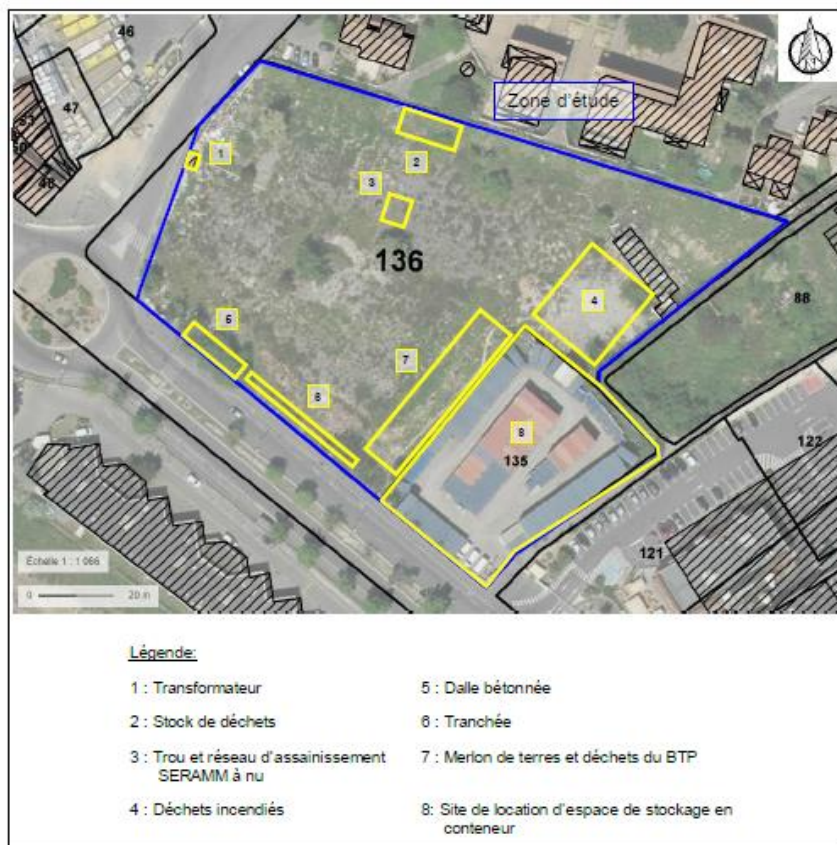 46
47
53
50
48
Zone d'étude
1
2
3
136
4
88
5
7
6
8
135
122
121
Échelle 1 : 1 066
0 20 m
Légende:
1 : Transformateur
2 : Stock de déchets
3 : Trou et réseau d'assainissement
SERAMM à nu
4 : Déchets incendiés
5 : Dalle bétonnée
6 : Tranchée
7 : Merlon de terres et déchets du BTP
8: Site de location d'espace de stockage en
conteneur